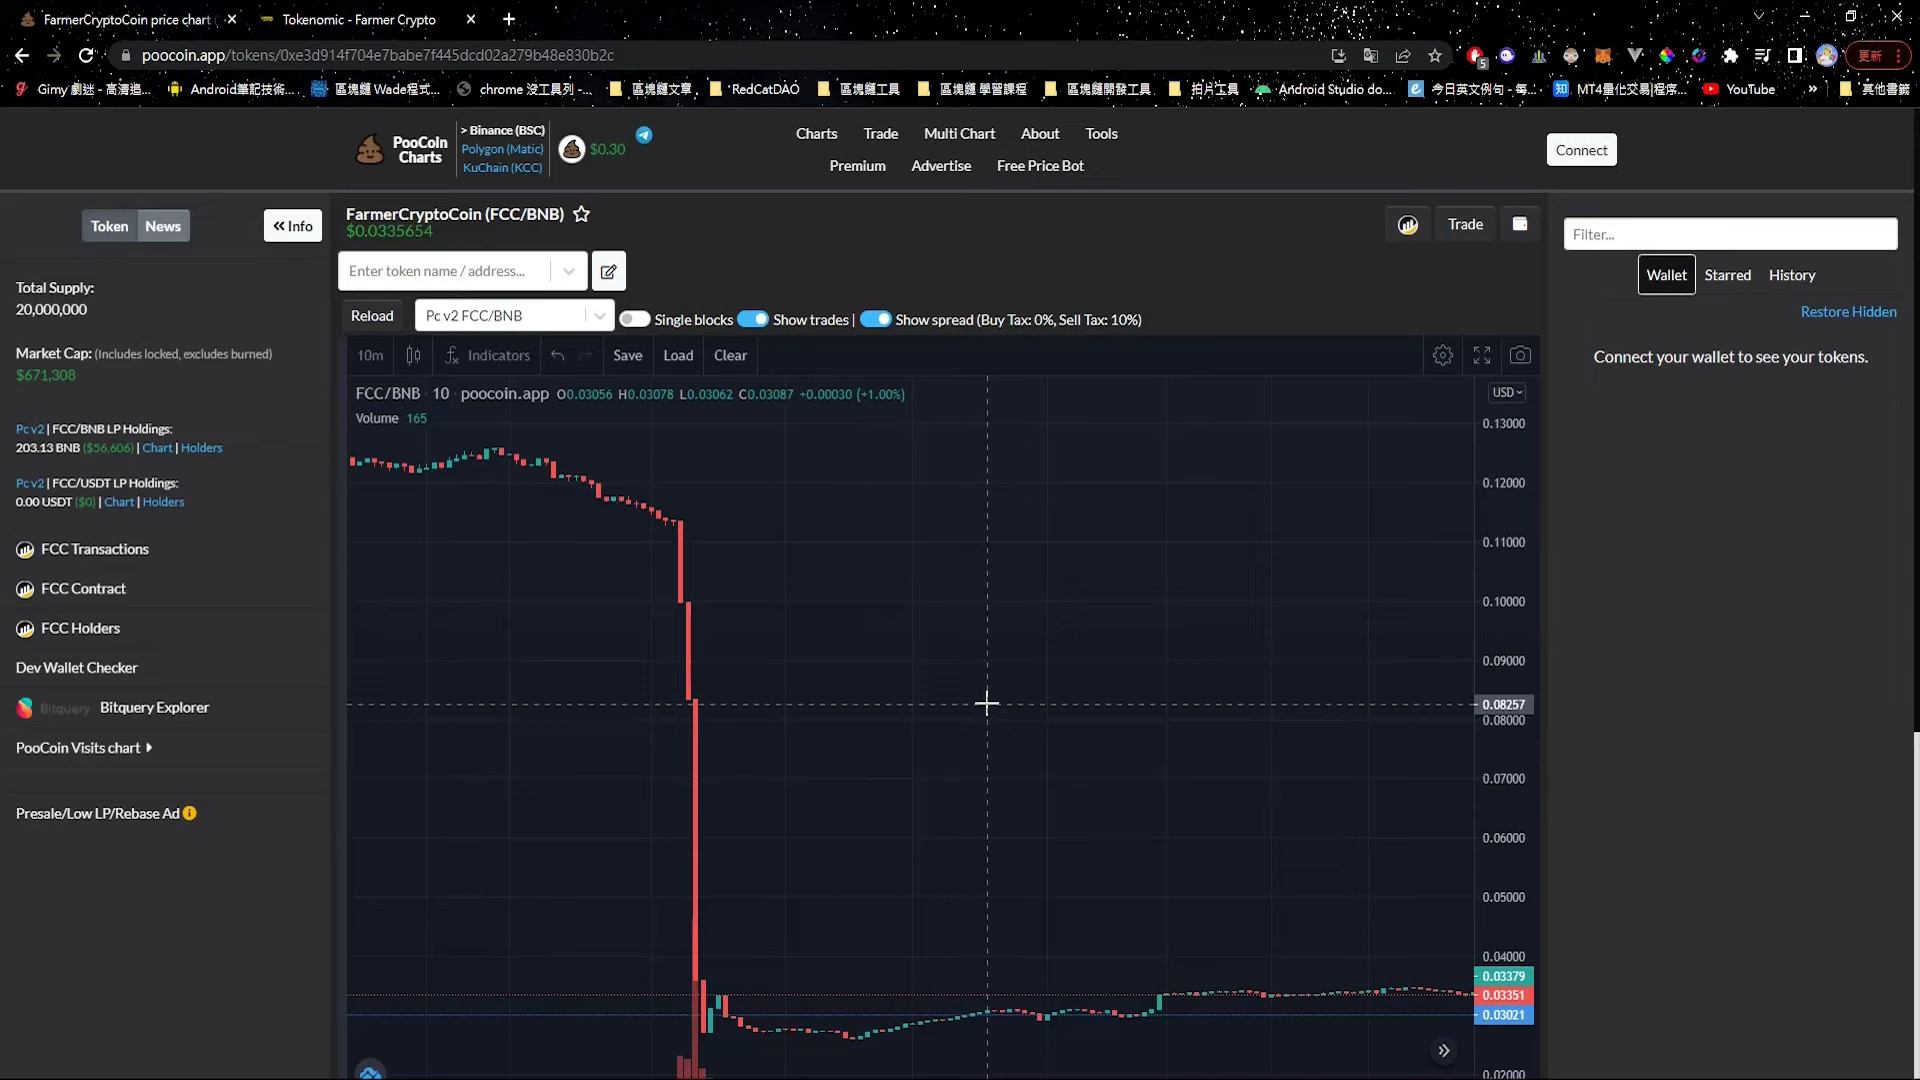 FarmerCryptoCoin price chart
Tokenomic - Farmer Crypto
poocoin.app/tokens/0xe3d914f704e7babe7f445dcd02a279b48e830b2c
5
更新
Gimy 劇迷 - 高清追...
Android筆記技術...
區塊鏈 Wade程式...
chrome 沒工具列 -...
區塊鏈文章
RedCatDAO
區塊鏈工具
區塊鏈 學習課程
區塊鏈開發工具
拍片工具
Android Studio do...
今日英文例句 - 每...
知 MT4量化交易|程序...
YouTube
»
其他書籤
PooCoin
Charts
> Binance (BSC)
Polygon (Matic)
KuChain (KCC)
$0.30
Charts Trade Multi Chart About Tools
Premium Advertise Free Price Bot
Connect
Token News
« Info
Total Supply:
20,000,000
Market Cap: (Includes locked, excludes burned)
$671,308
Pc v2 | FCC/BNB LP Holdings:
203.13 BNB ($56,606) | Chart | Holders
Pc v2 | FCC/USDT LP Holdings:
0.00 USDT ($0) | Chart | Holders
FCC Transactions
FCC Contract
FCC Holders
Dev Wallet Checker
Bitquery Bitquery Explorer
PooCoin Visits chart
Presale/Low LP/Rebase Ad
FarmerCryptoCoin (FCC/BNB)
$0.0335654
Trade
Enter token name / address...
Reload
Pc v2 FCC/BNB
Single blocks
Show trades |
Show spread (Buy Tax: 0%, Sell Tax: 10%)
10m
Indicators
Save
Load
Clear
FCC/BNB 10 poocoin.app O0.03056 H0.03078 L0.03062 C0.03087 +0.00030 (+1.00%)
Volume 165
USD
0.13000
0.12000
0.11000
0.10000
0.09000
0.08257
0.08000
0.07000
0.06000
0.05000
0.04000
0.03379
0.03351
0.03021
0.02000
Filter...
Wallet Starred History
Restore Hidden
Connect your wallet to see your tokens.